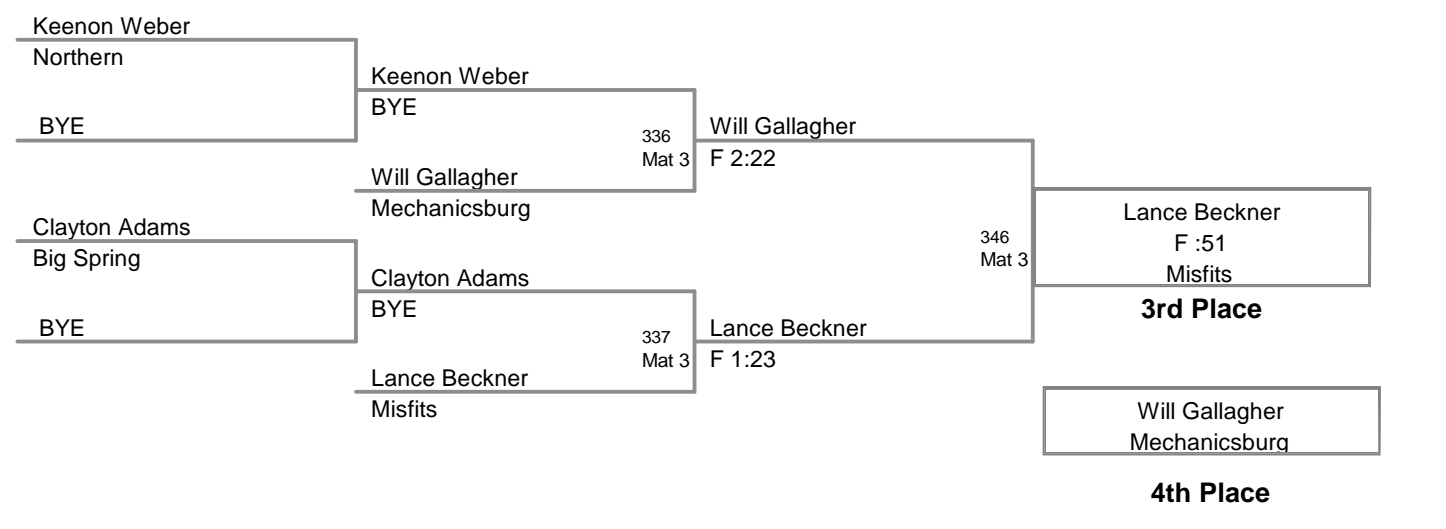 Keenon Weber
Northern
Keenon Weber
BYE
BYE
336
Mat 3
Will Gallagher
F 2:22
Will Gallagher
Mechanicsburg
Clayton Adams
Big Spring
Clayton Adams
BYE
BYE
337
Mat 3
Lance Beckner
F 1:23
Lance Beckner
Misfits
346
Mat 3
Lance Beckner
F :51
Misfits
3rd Place
Will Gallagher
Mechanicsburg
4th Place